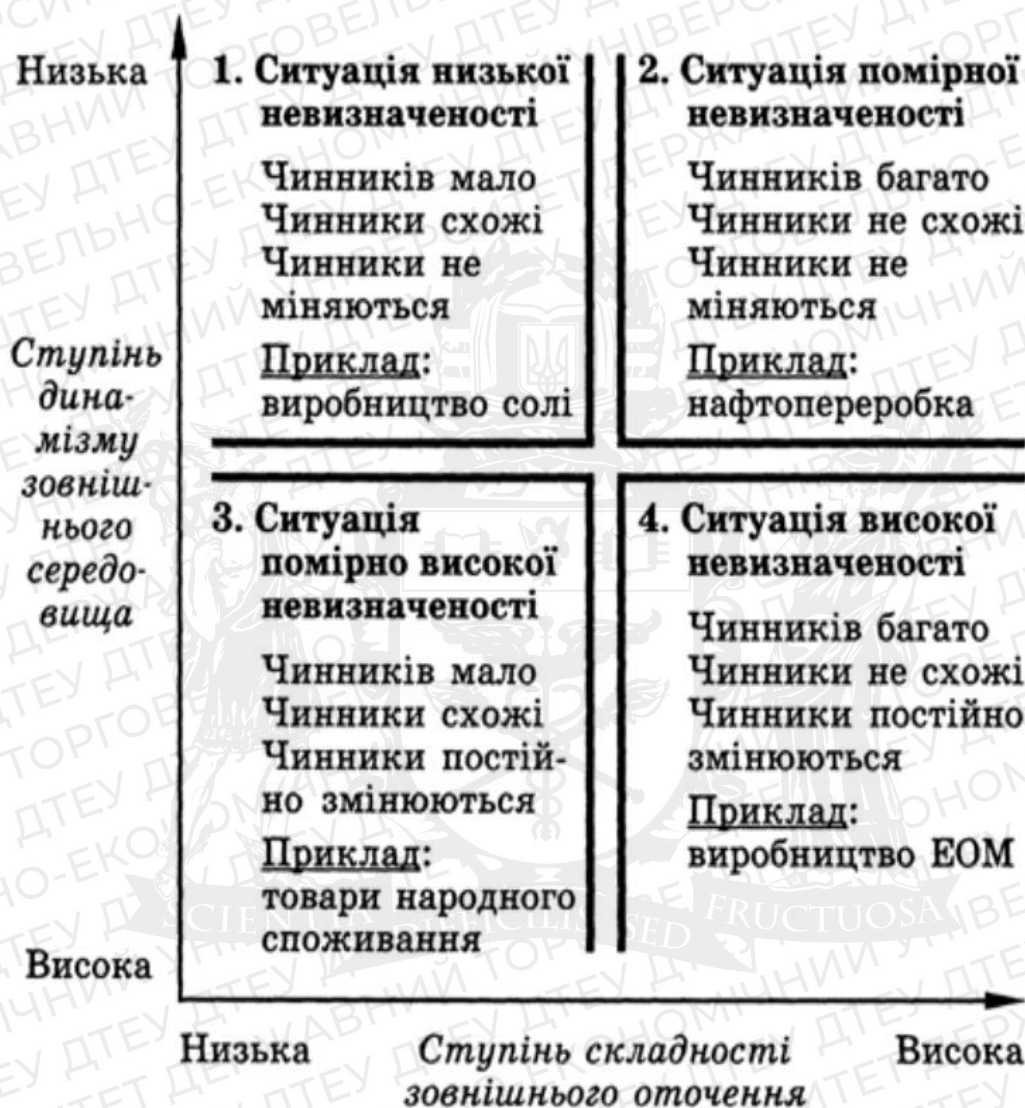 Низька
1. Ситуація низької
невизначеності
Чинників мало
Чинники схожі
Чинники не
міняються
Приклад:
виробництво солі
2. Ситуація помірної
невизначеності
Чинників багато
Чинники не схожі
Чинники не
міняються
Приклад:
нафтопереробка
Ступінь
дина-
мізму
зовніш-
нього
середо-
вища
3. Ситуація
помірно високої
невизначеності
Чинників мало
Чинники схожі
Чинники постій-
но змінюються
Приклад:
товари народного
споживання
4. Ситуація високої
невизначеності
Чинників багато
Чинники не схожі
Чинники постійно
змінюються
Приклад:
виробництво ЕОМ
Висока
Низька
Ступінь складності
зовнішнього оточення
Висока
SED FRUCTUOSA